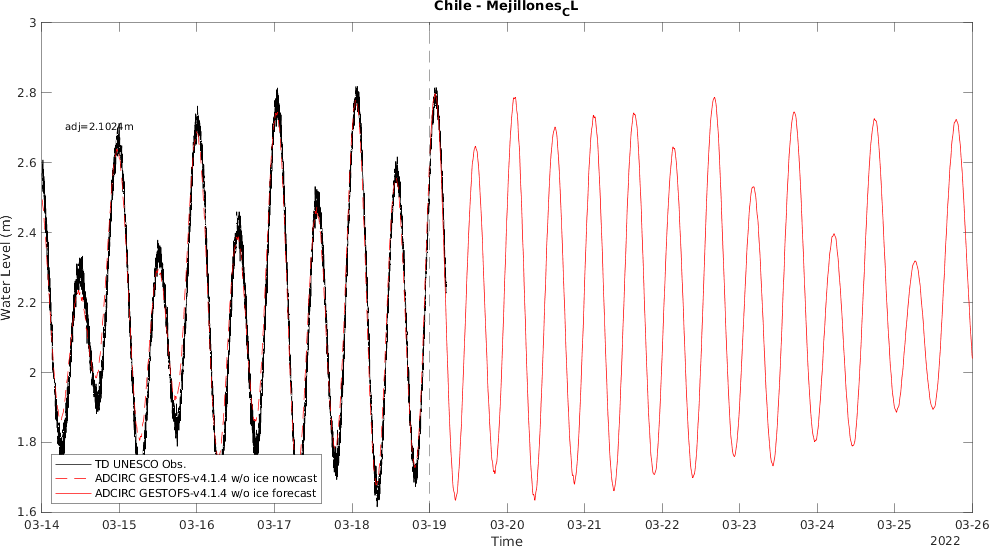 Chile - Mejillones_CL
3
2.8
2.6
2.4
2.2
2
1.8
1.6
Water Level (m)
adj=2.1024m
TD UNESCO Obs.
ADCIRC GESTOFS-v4.1.4 w/o ice nowcast
ADCIRC GESTOFS-v4.1.4 w/o ice forecast
03-14 03-15 03-16 03-17 03-18 03-19 03-20 03-21 03-22 03-23 03-24 03-25 03-26
Time
2022